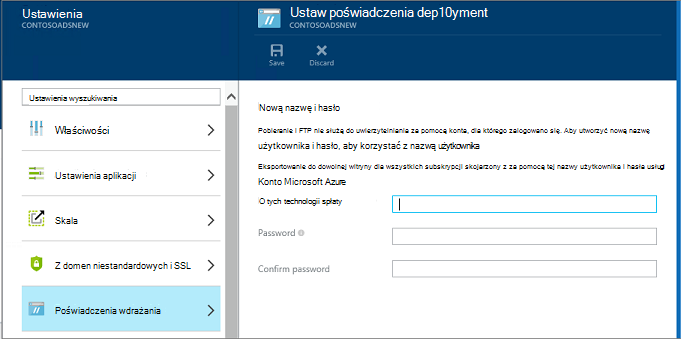 Ustawienia
CONTOSOADSNEW
Ustawienia wyszukiwania
Właściwości
Ustawienia aplikacji
Skala
Z domen niestandardowych i SSL
Poświadczenia wdrażania
Ustaw poświadczenia dep10yment
CONTOSOADSNEW
Save
Discard
Nową nazwę i hasło
Pobieranie i FTP nie służą do uwierzytelniania za pomocą konta, dla którego zalogowano się. Aby utworzyć nową nazwę
użytkownika i hasło, aby korzystać z nazwą użytkownika
Eksportowanie do dowolnej witryny dla wszystkich subskrypcji skojarzony z za pomocą tej nazwy użytkownika i hasła usługi
Konto Microsoft Azure
O tych technologii spłaty
Password
Confirm password